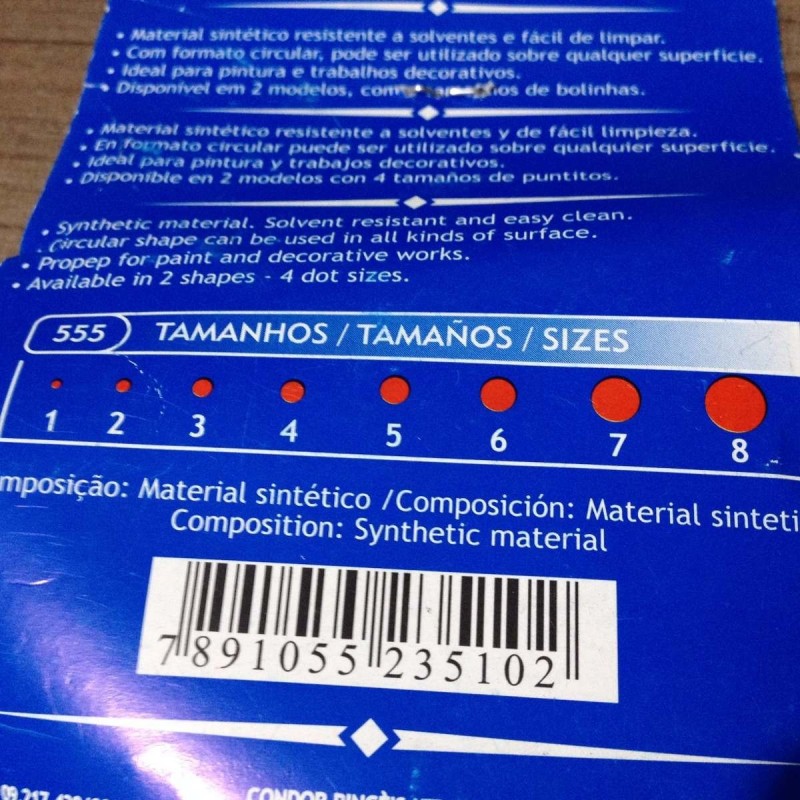 • Material sintético resistente a solventes e fácil de limpar.
• Com formato circular, pode ser utilizado sobre qualquer superfície.
• Ideal para pintura e trabalhos decorativos.
• Disponível em 2 modelos, com de bolinhas.
• Material sintético resistente a solventes y de fácil limpieza.
• En formato circular puede ser utilizado sobre qualquier superficie.
• Ideal para pintura y trabajos decorativos.
• Disponible en 2 modelos con 4 tamaños de puntitos.
• Synthetic material. Solvent resistant and easy clean.
• Circular shape can be used in all kinds of surface.
• Propep for paint and decorative works.
• Available in 2 shapes - 4 dot sizes.
555 TAMANHOS / TAMAÑOS / SIZES
1 2 3 4 5 6 7 8
mposição: Material sintético /Composición: Material sinteti
Composition: Synthetic material
7891055235102
CONDOR